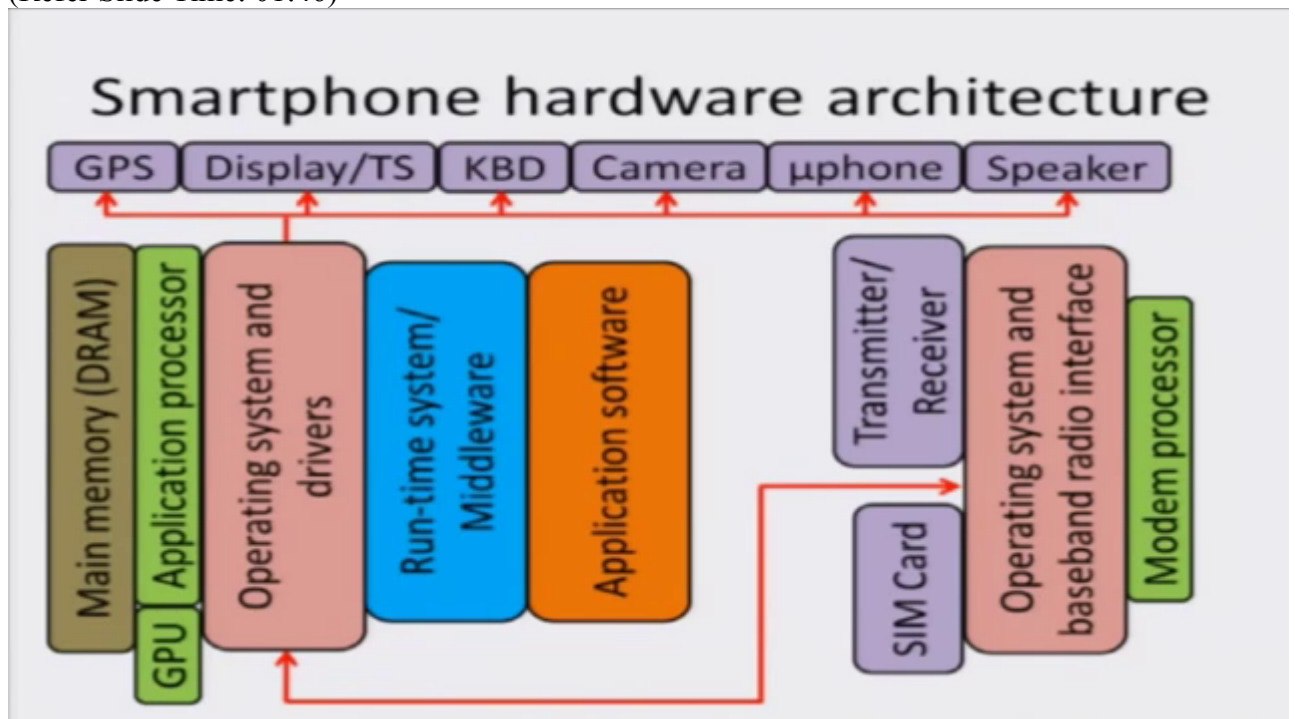 Smartphone hardware architecture
GPS
Display/TS
KBD
Camera
µphone
Speaker
Main memory (DRAM)
Application processor
GPU
Operating system and
drivers
Run-time system/
Middleware
Application software
Transmitter/
Receiver
SIM Card
Operating system and
baseband radio interface
Modem processor